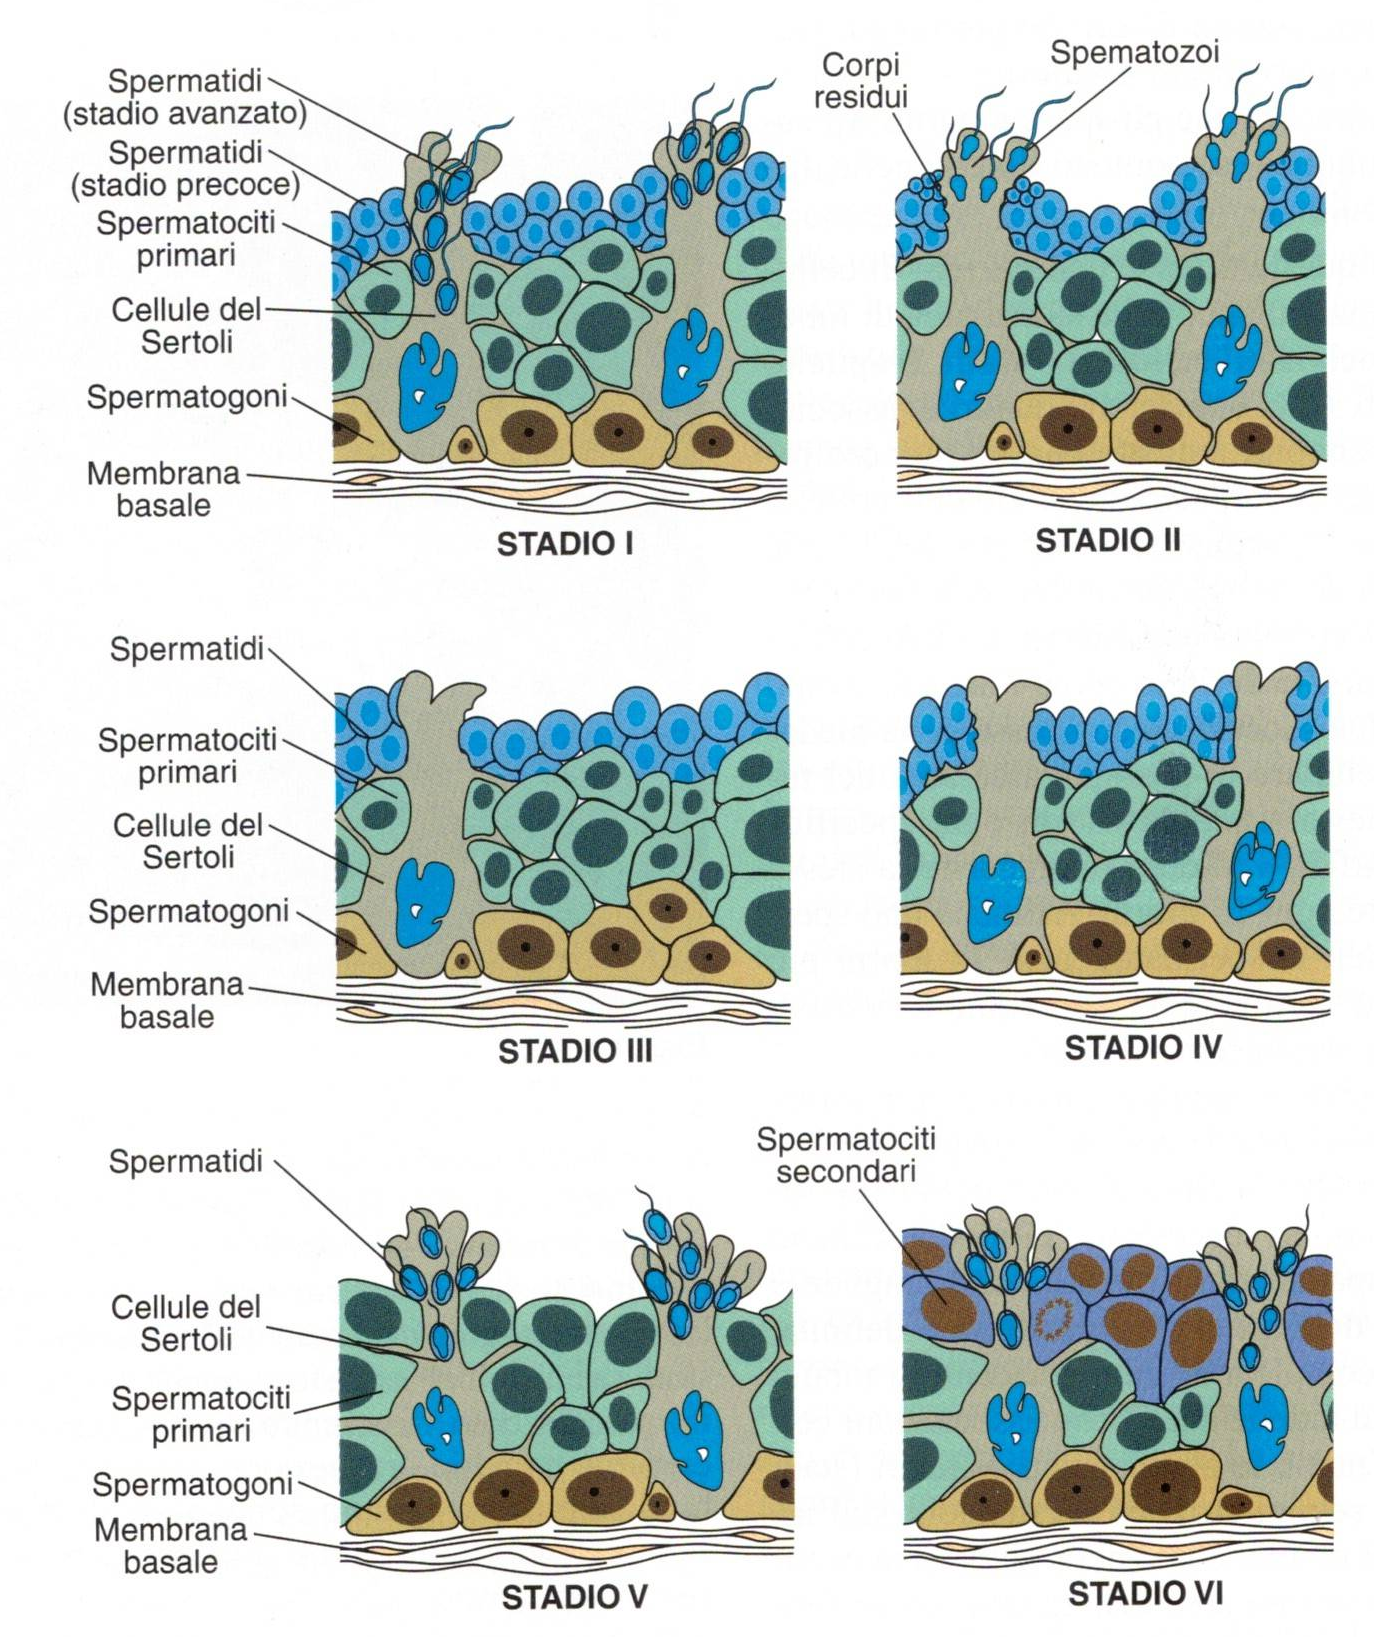 Spermatidi
(stadio avanzato)
Spermatidi
(stadio precoce)
Spermatociti
primari
Cellule del
Sertoli
Spermatogoni
Membrana
basale
STADIO I
Corpi
residui
Spematozoi
STADIO II
Spermatidi
Spermatociti
primari
Cellule del
Sertoli
Spermatogoni
Membrana
basale
STADIO III
STADIO IV
Spermatidi
Cellule del
Sertoli
Spermatociti
primari
Spermatogoni
Membrana
basale
STADIO V
Spermatociti
secondari
STADIO VI